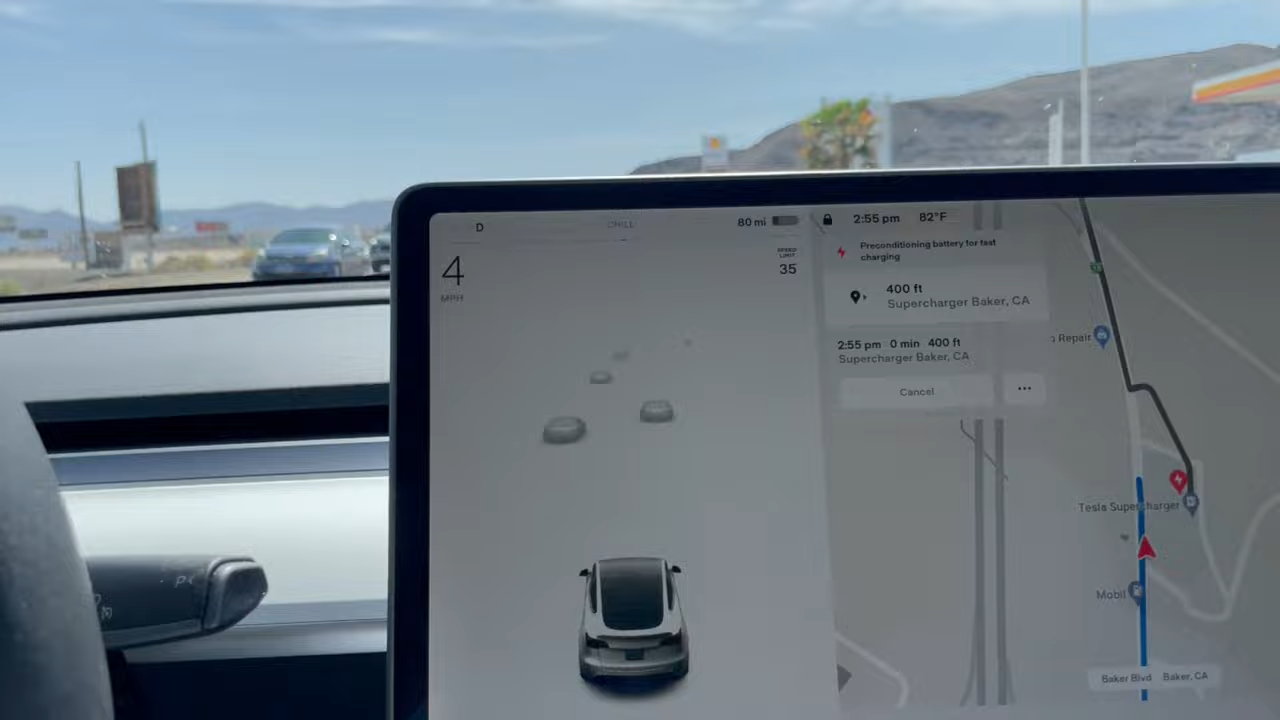 D
CHILL
80 mi
2:55 pm 82°F
4
MPH
SPEED
LIMIT
35
Preconditioning battery for fast
charging
400 ft
Supercharger Baker, CA
2:55 pm 0 min 400 ft
Supercharger Baker, CA
Cancel
...
Repair
Tesla Supercharger
Mobil
Baker Blvd Baker, CA
P